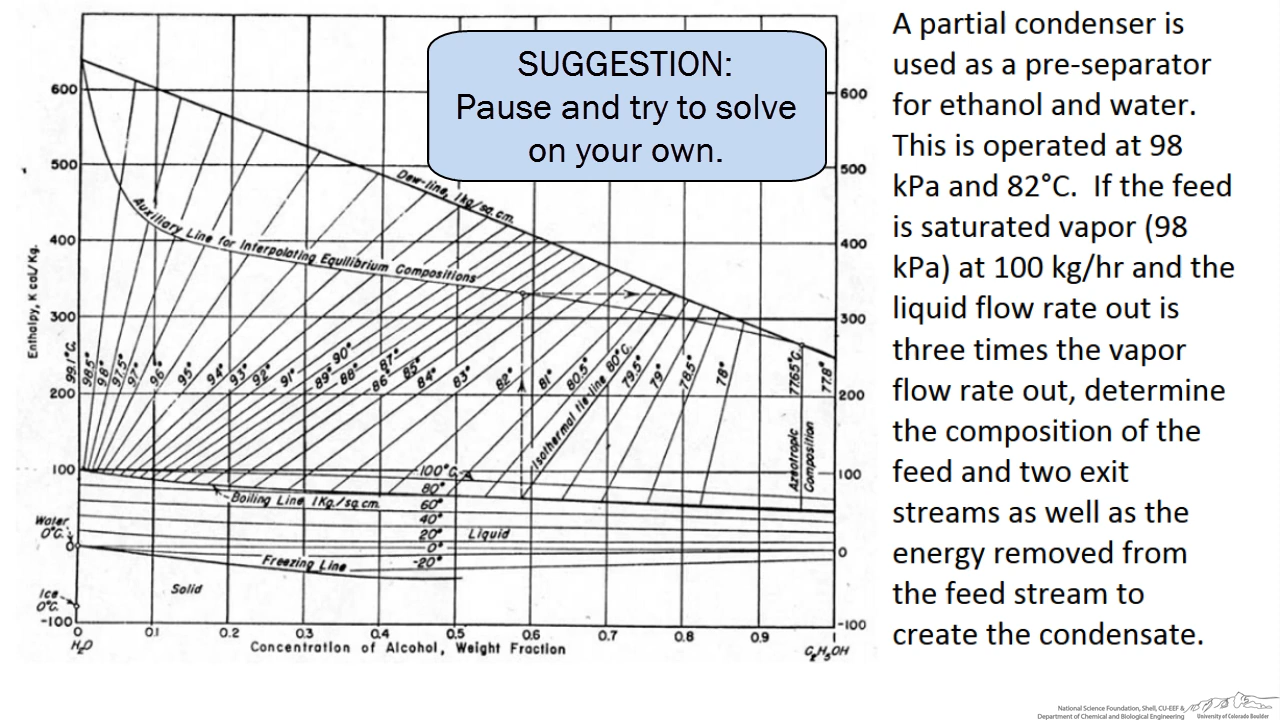 SUGGESTION:
Pause and try to solve
on your own.
A partial condenser is
used as a pre-separator
for ethanol and water.
This is operated at 98
kPa and 82°C.  If the feed
is saturated vapor (98
kPa) at 100 kg/hr and the
liquid flow rate out is
three times the vapor
flow rate out, determine
the composition of the
feed and two exit
streams as well as the
energy removed from
the feed stream to
create the condensate.
Enthalpy, K cal/Kg.
600
500
400
300
200
100
0
-100
600
500
400
300
200
100
0
-100
Dew-line, 1kg/sq.cm.
Auxiliary Line for Interpolating Equilibrium Compositions
99.1°C.
98.5°
98°
97.5°
97°
96°
95°
94°
93°
92°
91°
90°
89°
88°
87°
86°
85°
84°
83°
82°
81°
80.5°
Isothermal tie-line 80°C.
79.5°
79°
78.5°
78°
77.65°C.
77.8°
Azeotropic
Composition
100°C.
80°
60°
40°
20°
0°
-20°
Boiling Line 1Kg./sq.cm.
Liquid
Freezing Line
Solid
Water
0°C.
Ice
0°C.
0
0.1
0.2
0.3
0.4
0.5
0.6
0.7
0.8
0.9
1
H₂O
Concentration of Alcohol, Weight Fraction
C₂H₅OH
National Science Foundation, Shell, CU-EEF &
Department of Chemical and Biological Engineering
University of Colorado Boulder